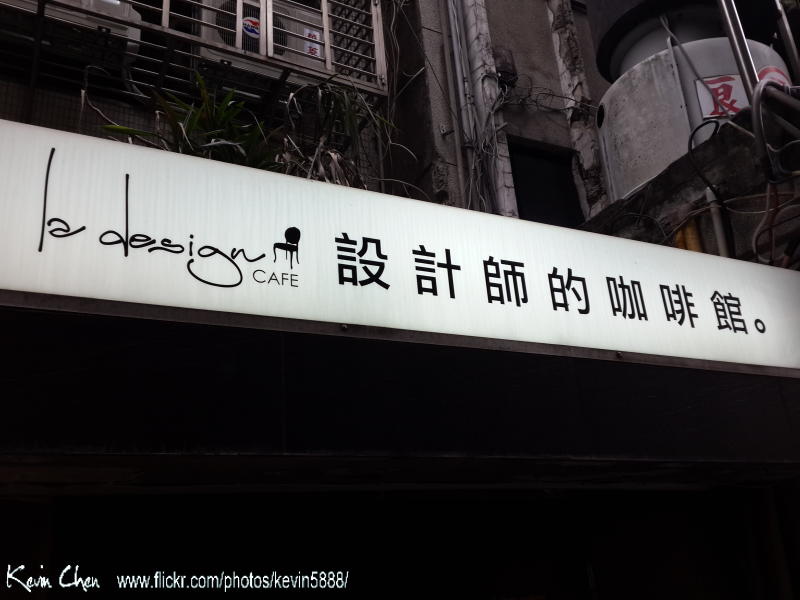 la design
CAFE
設計師的咖啡館。
Kevin Chen
www.flickr.com/photos/kevin5888/